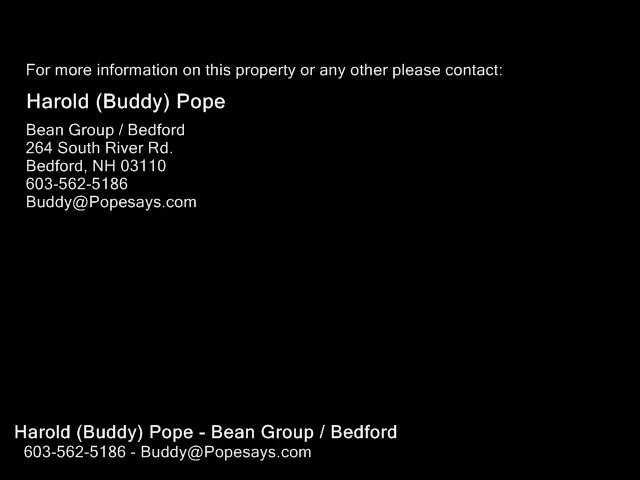 For more information on this property or any other please contact:
Harold (Buddy) Pope
Bean Group / Bedford
264 South River Rd.
Bedford, NH 03110
603-562-5186
Buddy@Popesays.com
Harold (Buddy) Pope - Bean Group / Bedford
603-562-5186 - Buddy@Popesays.com